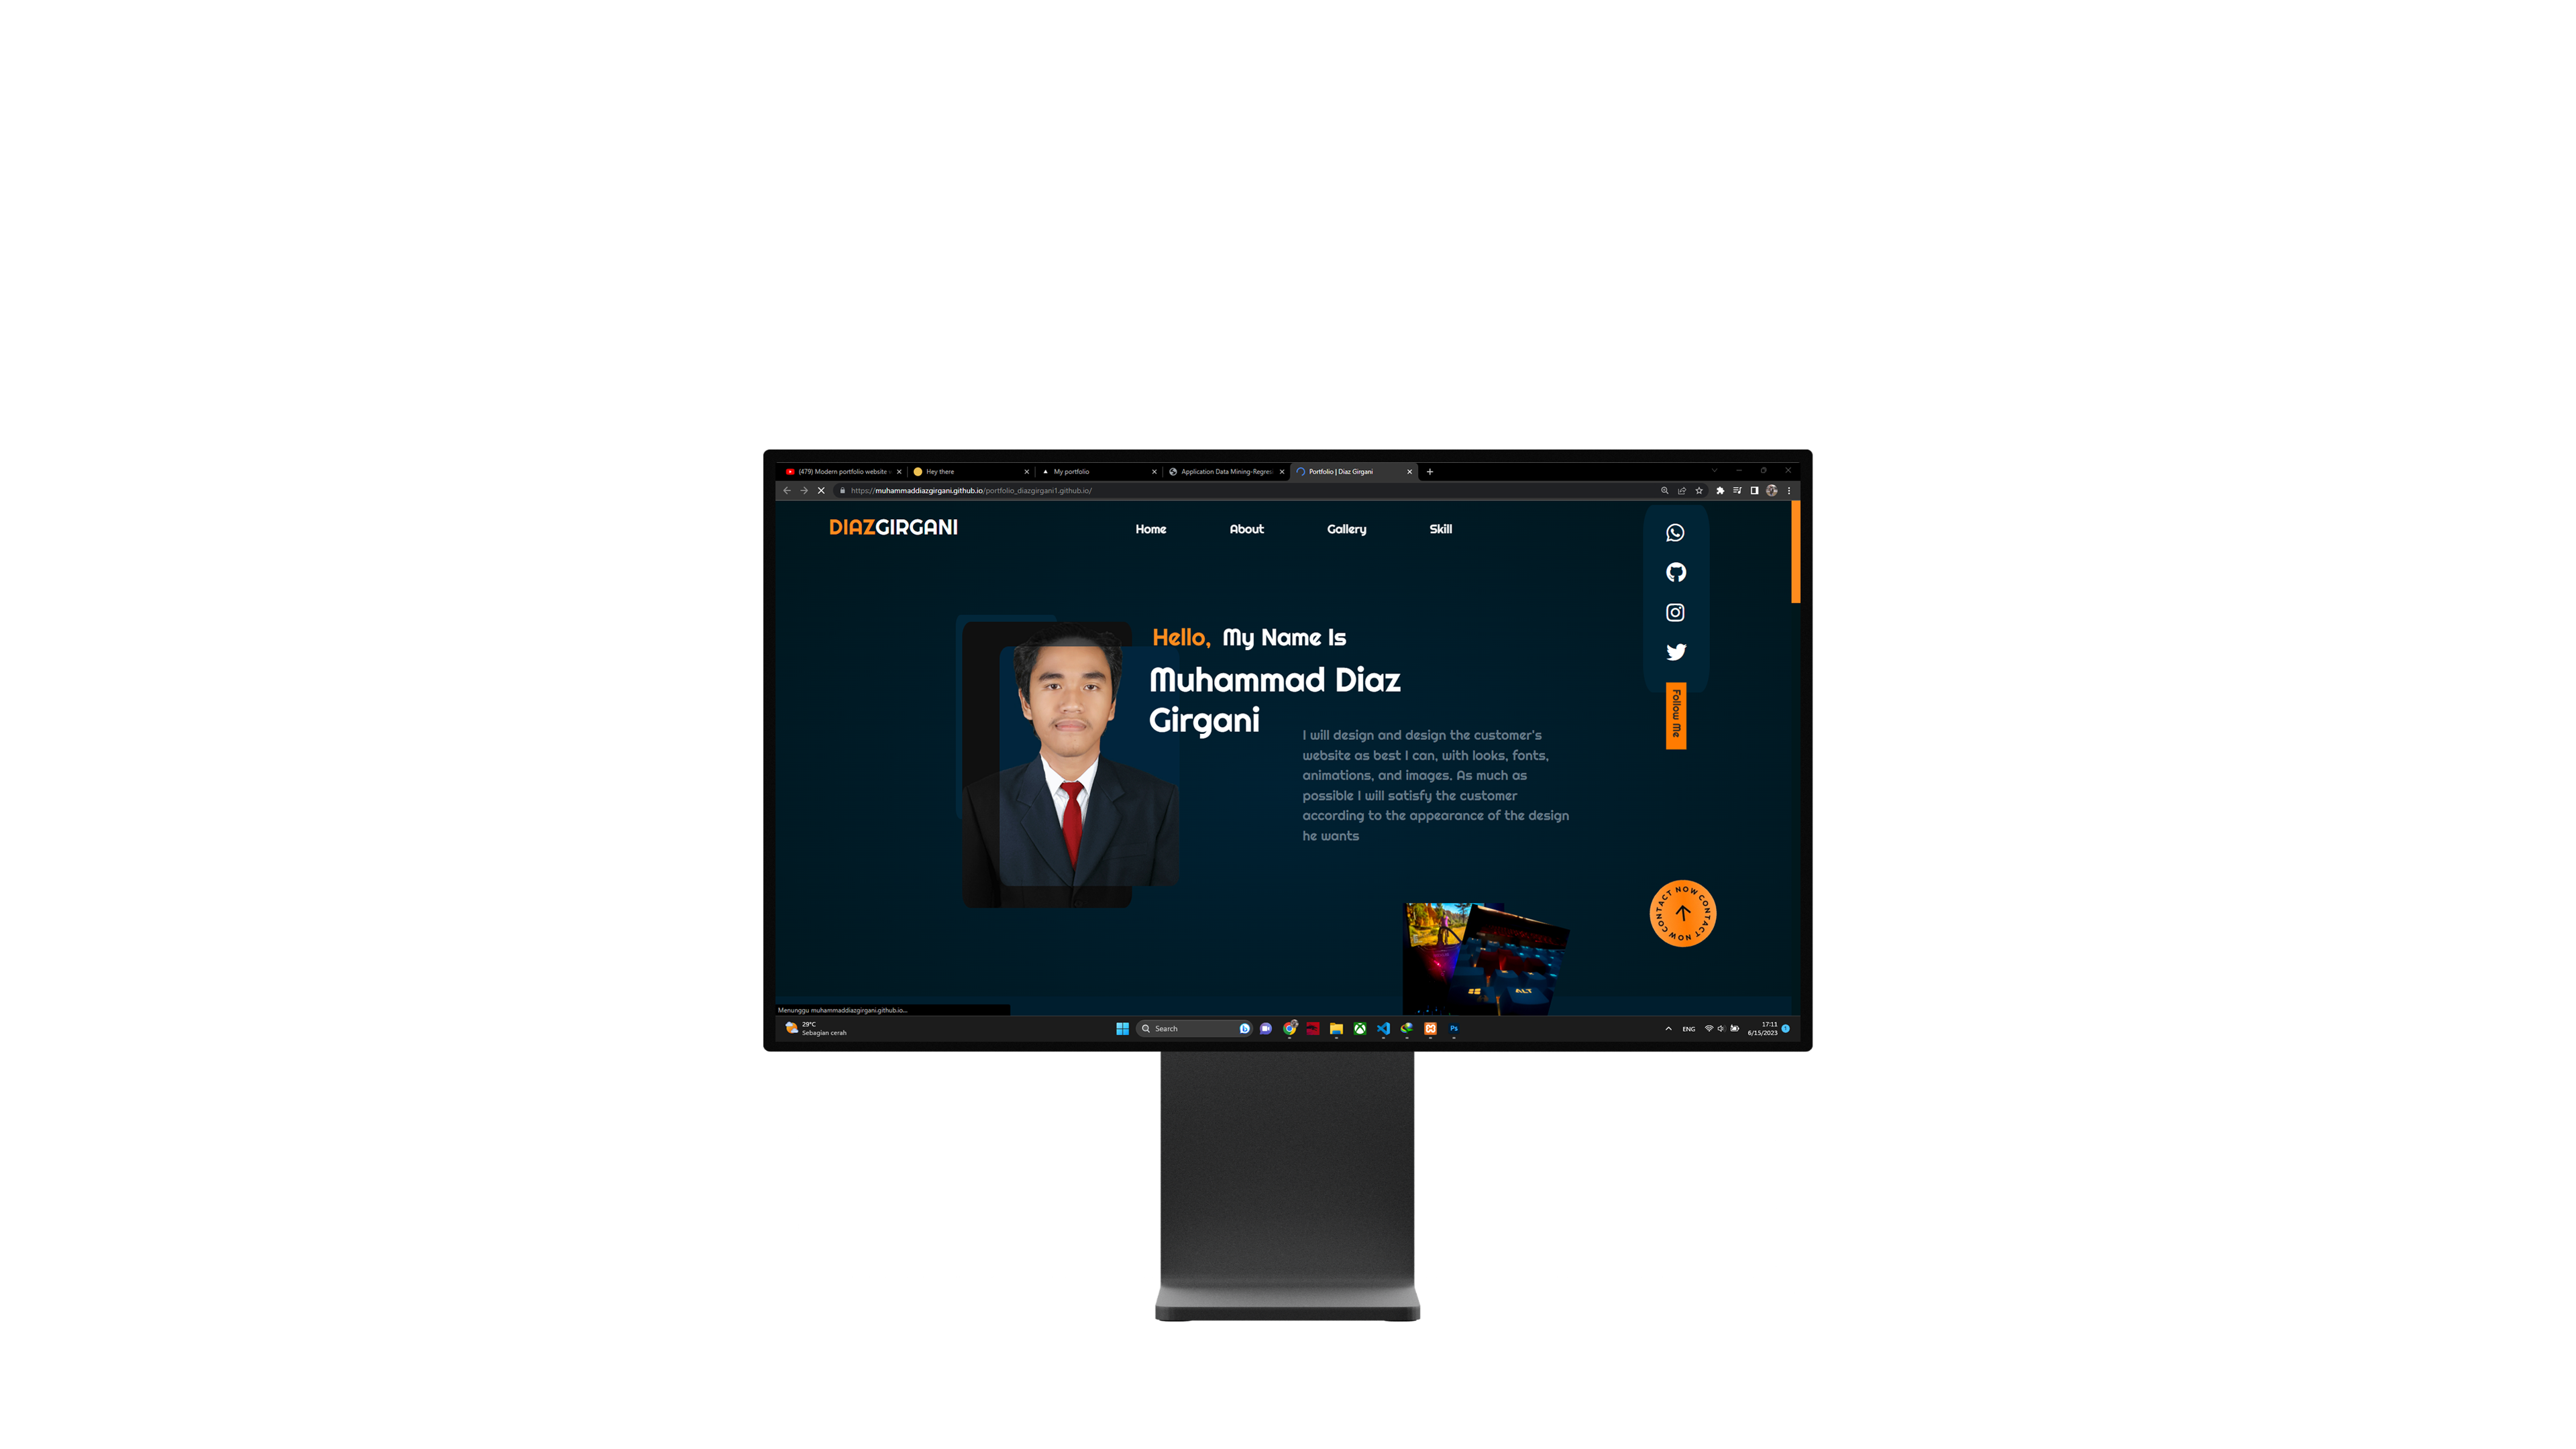 (479) Modern portfolio website
Hey there
My portfolio
Application Data Mining-Regres
Portfolio | Diaz Girgani
https://muhammaddiazgirgani.github.io/portfolio_diazgirgani1.github.io/
DIAZGIRGANI
Home
About
Gallery
Skill
Hello, My Name Is
Muhammad Diaz
Girgani
I will design and design the customer's
website as best I can, with looks, fonts,
animations, and images. As much as
possible I will satisfy the customer
according to the appearance of the design
he wants
Follow Me
CONTACT NOW CONTACT NOW
ALT
Menunggu muhammaddiazgirgani.github.io...
29°C
Sebagian cerah
Search
Ps
ENG
17:11
6/15/2023
1